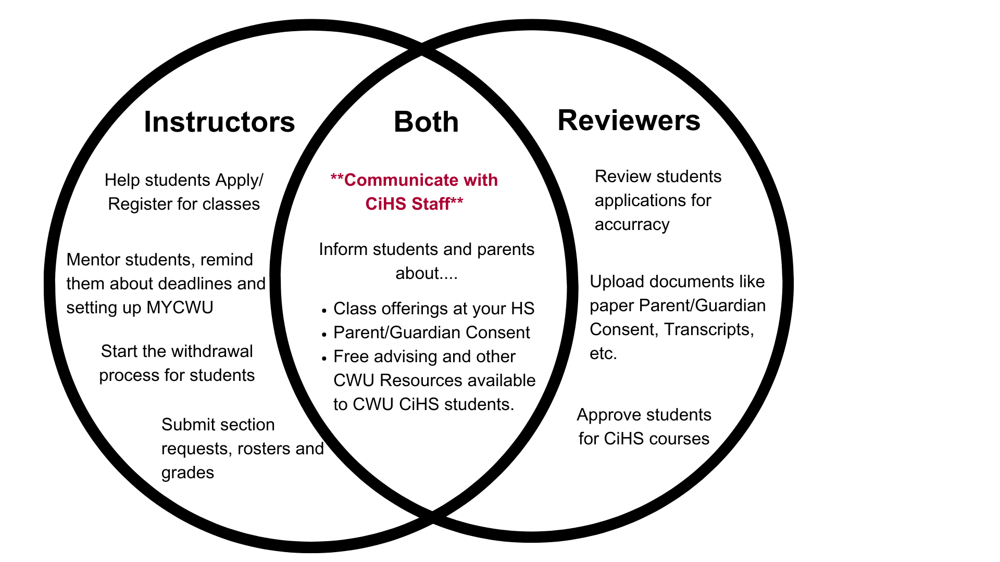 Instructors
Help students Apply/
Register for classes
Mentor students, remind
them about deadlines and
setting up MYCWU
Start the withdrawal
process for students
Submit section
requests, rosters and
grades
Both
**Communicate with
CiHS Staff**
Inform students and parents
about....
• Class offerings at your HS
• Parent/Guardian Consent
• Free advising and other
CWU Resources available
to CWU CiHS students.
Reviewers
Review students
applications for
accurracy
Upload documents like
paper Parent/Guardian
Consent, Transcripts,
etc.
Approve students
for CiHS courses